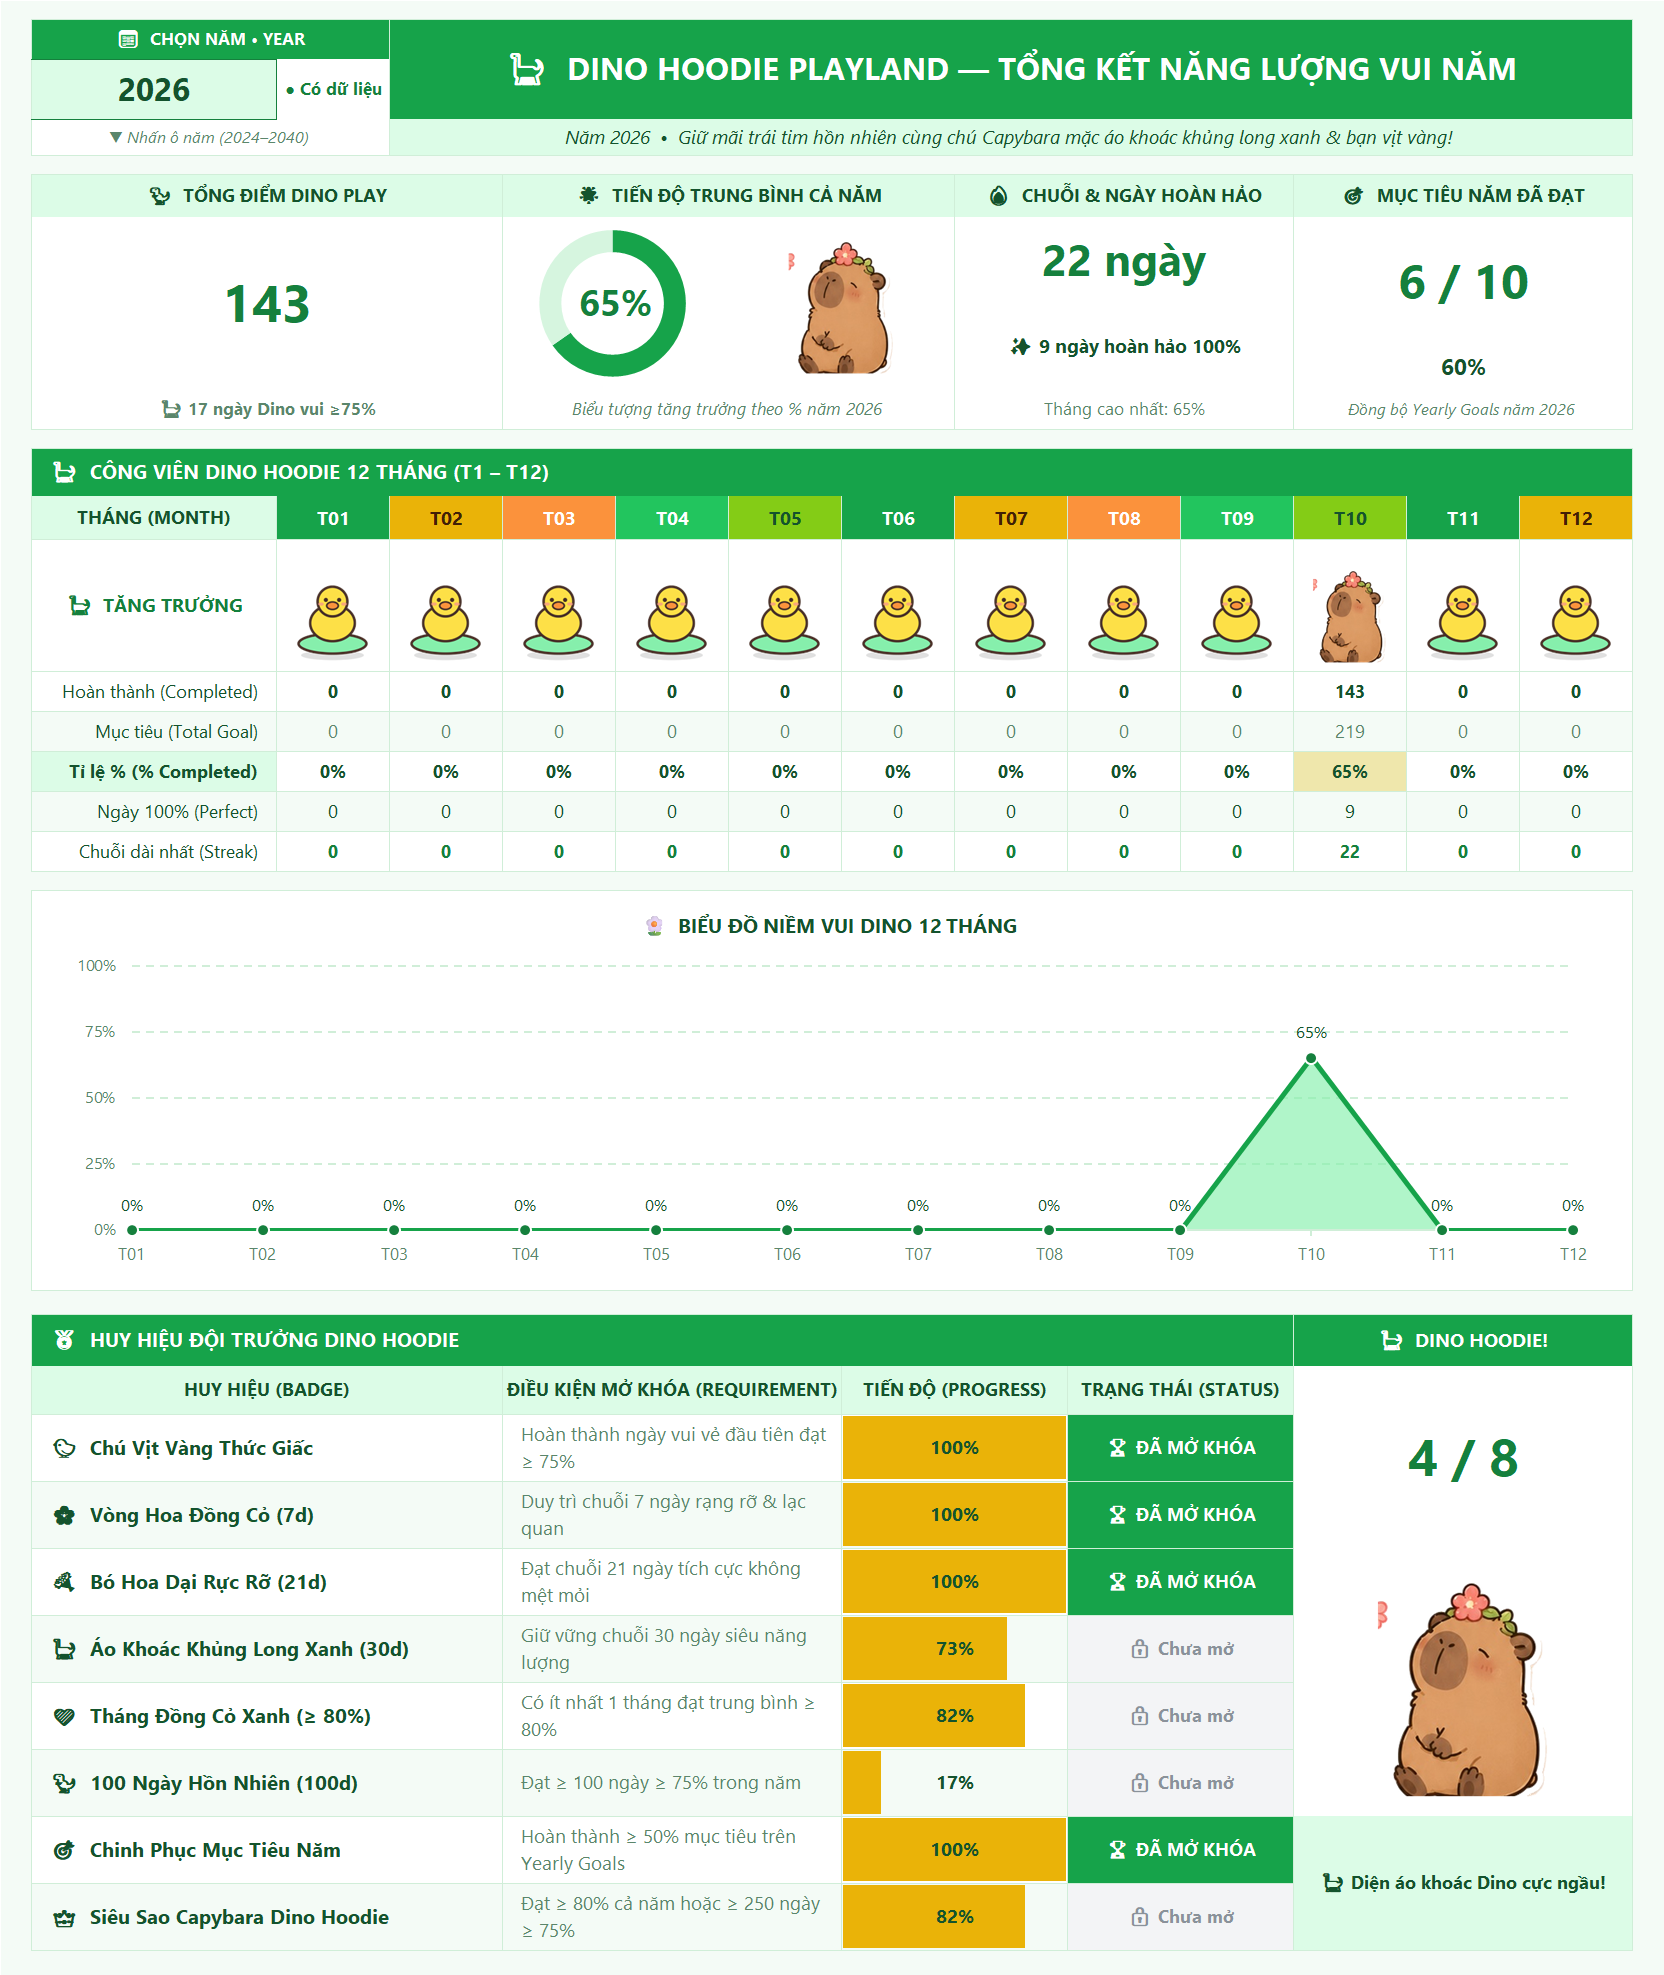 CHỌN NĂM • YEAR
2026
● Có dữ liệu
▼ Nhấn ô năm (2024–2040)
DINO HOODIE PLAYLAND — TỔNG KẾT NĂNG LƯỢNG VUI NĂM
Năm 2026 • Giữ mãi trái tim hồn nhiên cùng chú Capybara mặc áo khoác khủng long xanh & bạn vịt vàng!
TỔNG ĐIỂM DINO PLAY
143
17 ngày Dino vui ≥75%
TIẾN ĐỘ TRUNG BÌNH CẢ NĂM
65%
Biểu tượng tăng trưởng theo % năm 2026
CHUỖI & NGÀY HOÀN HẢO
22 ngày
9 ngày hoàn hảo 100%
Tháng cao nhất: 65%
MỤC TIÊU NĂM ĐÃ ĐẠT
6 / 10
60%
Đồng bộ Yearly Goals năm 2026
CÔNG VIÊN DINO HOODIE 12 THÁNG (T1 – T12)
THÁNG (MONTH) T01 T02 T03 T04 T05 T06 T07 T08 T09 T10 T11 T12
TĂNG TRƯỞNG
Hoàn thành (Completed) 0 0 0 0 0 0 0 0 0 143 0 0
Mục tiêu (Total Goal) 0 0 0 0 0 0 0 0 0 219 0 0
Tỉ lệ % (% Completed) 0% 0% 0% 0% 0% 0% 0% 0% 0% 65% 0% 0%
Ngày 100% (Perfect) 0 0 0 0 0 0 0 0 0 9 0 0
Chuỗi dài nhất (Streak) 0 0 0 0 0 0 0 0 0 22 0 0
BIỂU ĐỒ NIỀM VUI DINO 12 THÁNG
100%
75%
65%
50%
25%
0% 0% 0% 0% 0% 0% 0% 0% 0% 0% 0%
0%
T01 T02 T03 T04 T05 T06 T07 T08 T09 T10 T11 T12
HUY HIỆU ĐỘI TRƯỞNG DINO HOODIE
HUY HIỆU (BADGE) ĐIỀU KIỆN MỞ KHÓA (REQUIREMENT) TIẾN ĐỘ (PROGRESS) TRẠNG THÁI (STATUS)
Chú Vịt Vàng Thức Giấc
Hoàn thành ngày vui vẻ đầu tiên đạt
≥ 75%
100%
ĐÃ MỞ KHÓA
Vòng Hoa Đồng Cỏ (7d)
Duy trì chuỗi 7 ngày rạng rỡ & lạc
quan
100%
ĐÃ MỞ KHÓA
Bó Hoa Dại Rực Rỡ (21d)
Đạt chuỗi 21 ngày tích cực không
mệt mỏi
100%
ĐÃ MỞ KHÓA
Áo Khoác Khủng Long Xanh (30d)
Giữ vững chuỗi 30 ngày siêu năng
lượng
73%
Chưa mở
Tháng Đồng Cỏ Xanh (≥ 80%)
Có ít nhất 1 tháng đạt trung bình ≥
80%
82%
Chưa mở
100 Ngày Hồn Nhiên (100d)
Đạt ≥ 100 ngày ≥ 75% trong năm
17%
Chưa mở
Chinh Phục Mục Tiêu Năm
Hoàn thành ≥ 50% mục tiêu trên
Yearly Goals
100%
ĐÃ MỞ KHÓA
Siêu Sao Capybara Dino Hoodie
Đạt ≥ 80% cả năm hoặc ≥ 250 ngày
≥ 75%
82%
Chưa mở
DINO HOODIE!
4 / 8
Diện áo khoác Dino cực ngầu!